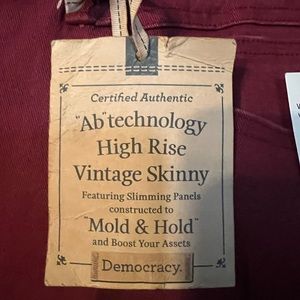 Certified Authentic
"Ab"technology
High Rise
Vintage Skinny
Featuring Slimming Panels
constructed to
"Mold & Hold"
and Boost Your Assets
Democracy.